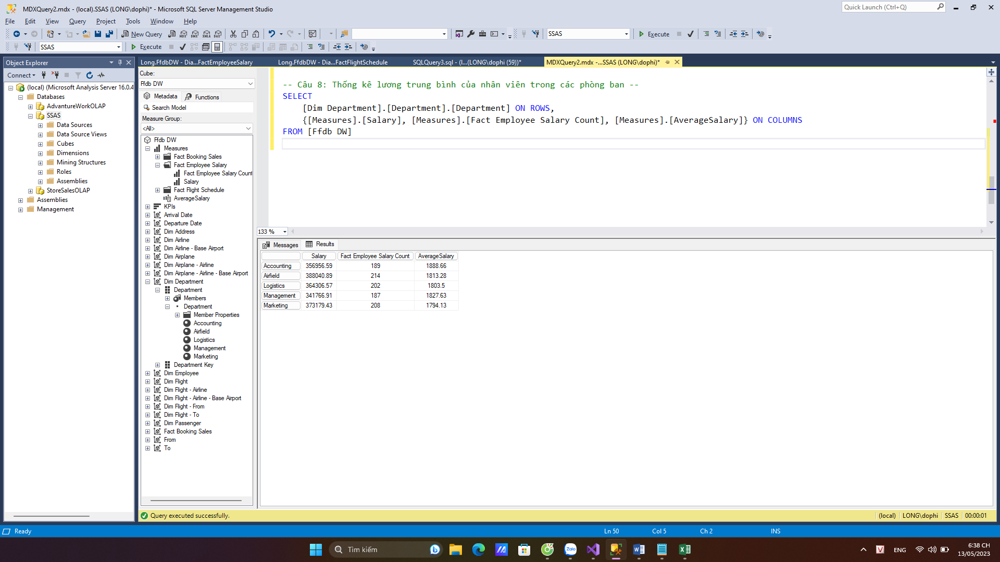 MDXQuery2.mdx - (local).SSAS (LONG\dophi)* - Microsoft SQL Server Management Studio
Quick Launch (Ctrl+Q)
File Edit View Query Project Tools Window Help
New Query
MDX DMX XMLA DAX
SSAS
Execute
SSAS
Execute
Object Explorer
Connect
(local) (Microsoft Analysis Server 16.0.4
Databases
AdvantureWorkOLAP
SSAS
Data Sources
Data Source Views
Cubes
Dimensions
Mining Structures
Roles
Assemblies
StoreSalesOLAP
Assemblies
Management
Long.FfdbDW - Dia...FactEmployeeSalary
Long.FfdbDW - Dia...FactFlightSchedule
SQLQuery3.sql - (l...(LONG\dophi (59))*
MDXQuery2.mdx -...SSAS (LONG\dophi)*
Cube:
Ffdb DW
Metadata
Functions
Search Model
Measure Group:
<All>
Ffdb DW
Measures
Fact Booking Sales
Fact Employee Salary
Fact Employee Salary Count
Salary
Fact Flight Schedule
AverageSalary
KPIs
Arrival Date
Departure Date
Dim Address
Dim Airline
Dim Airline - Base Airport
Dim Airplane
Dim Airplane - Airline
Dim Airplane - Airline - Base Airport
Dim Department
Department
Members
Department
Member Properties
Accounting
Airfield
Logistics
Management
Marketing
Department Key
Dim Employee
Dim Flight
Dim Flight - Airline
Dim Flight - Airline - Base Airport
Dim Flight - From
Dim Flight - To
Dim Passenger
Fact Booking Sales
From
To
-- Câu 8: Thống kê lương trung bình của nhân viên trong các phòng ban --
SELECT
[Dim Department].[Department].[Department] ON ROWS,
{[Measures].[Salary], [Measures].[Fact Employee Salary Count], [Measures].[AverageSalary]} ON COLUMNS
FROM [Ffdb DW]
133 %
Messages
Results
Salary Fact Employee Salary Count AverageSalary
Accounting 356956.59 189 1888.66
Airfield 388040.89 214 1813.28
Logistics 364306.57 202 1803.5
Management 341766.91 187 1827.63
Marketing 373179.43 208 1794.13
Query executed successfully.
(local) LONG\dophi SSAS 00:00:01
Ready
Ln 50 Col 5 Ch 2 INS
Tìm kiếm
Zalo
V
ENG
6:38 CH
13/05/2023